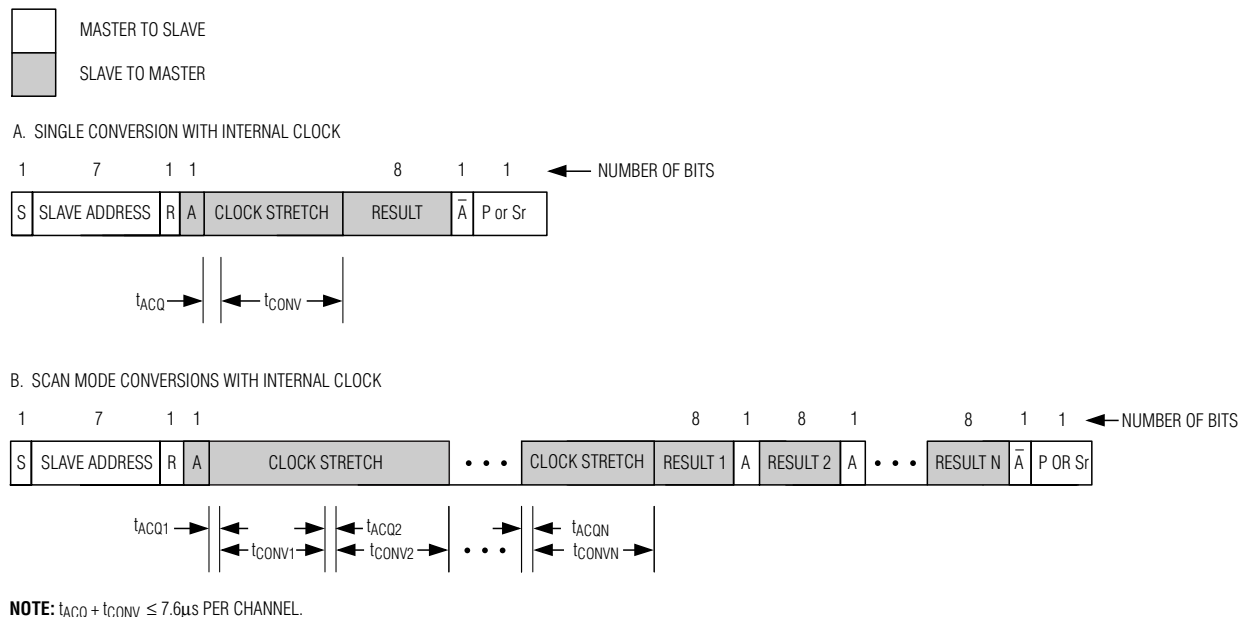 MASTER TO SLAVE
SLAVE TO MASTER
A. SINGLE CONVERSION WITH INTERNAL CLOCK
1 7 1 1 8 1 1 NUMBER OF BITS
S SLAVE ADDRESS R A CLOCK STRETCH RESULT A̅ P or Sr
tACQ tCONV
B. SCAN MODE CONVERSIONS WITH INTERNAL CLOCK
1 7 1 1 8 1 8 1 8 1 1 NUMBER OF BITS
S SLAVE ADDRESS R A CLOCK STRETCH • • • CLOCK STRETCH RESULT 1 A RESULT 2 A • • • RESULT N A̅ P OR Sr
tACQ1 tACQ2 tACQN
tCONV1 tCONV2 • • • tCONVN
NOTE: tACQ + tCONV ≤ 7.6µs PER CHANNEL.